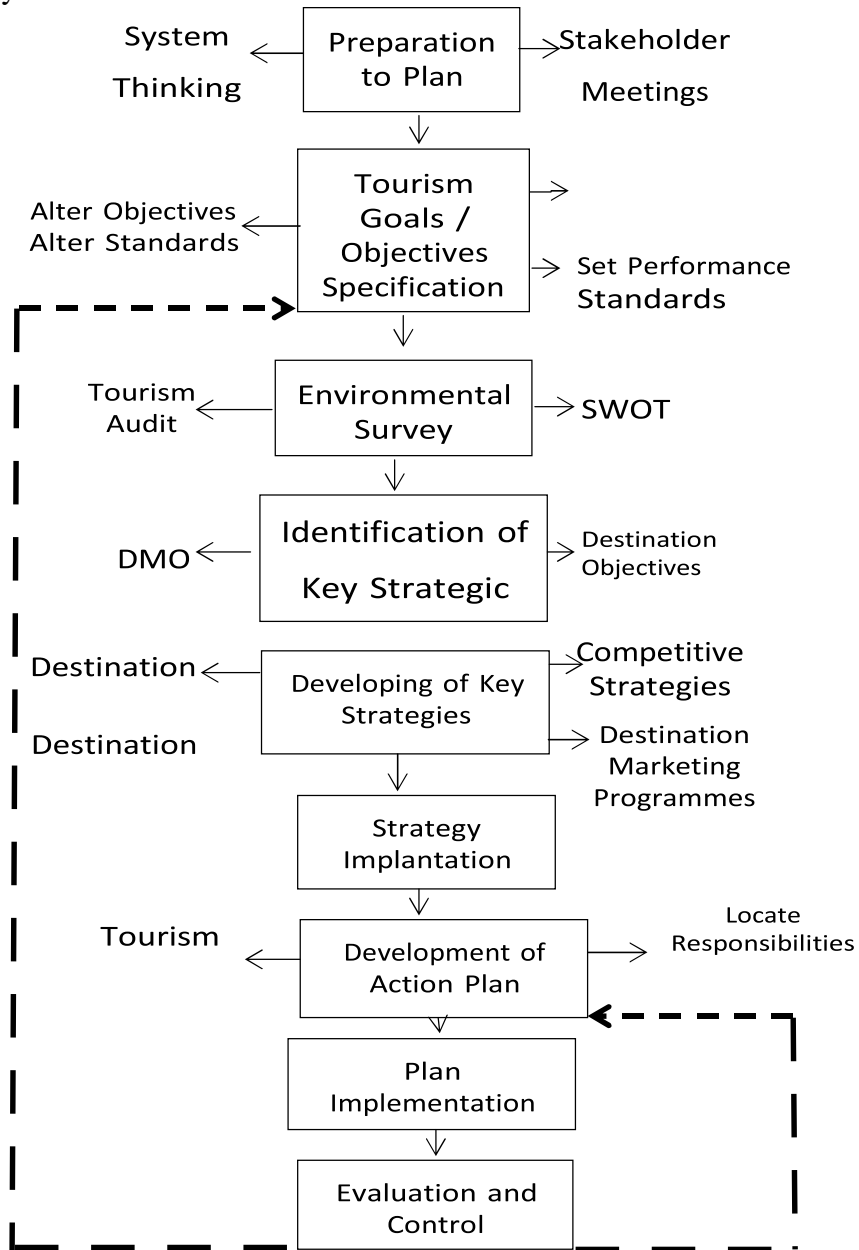 y
System
Thinking
Preparation
to Plan
Stakeholder
Meetings
Alter Objectives
Alter Standards
Tourism
Goals /
Objectives
Specification
Set Performance
Standards
Tourism
Audit
Environmental
Survey
SWOT
DMO
Identification of
Key Strategic
Destination
Objectives
Destination
Destination
Developing of Key
Strategies
Competitive
Strategies
Destination
Marketing
Programmes
Strategy
Implantation
Tourism
Development of
Action Plan
Locate
Responsibilities
Plan
Implementation
Evaluation and
Control